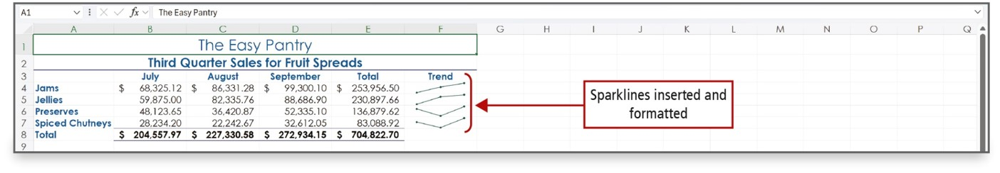 A1 fx The Easy Pantry
A B C D E F G H I J K L M N O P Q
1 The Easy Pantry
2 Third Quarter Sales for Fruit Spreads
3 July August September Total Trend
4 Jams $ 68,325.12 $ 86,331.28 $ 99,300.10 $ 253,956.50
5 Jellies 59,875.00 82,335.76 88,686.90 230,897.66
6 Preserves 48,123.65 36,420.87 52,335.10 136,879.62
7 Spiced Chutneys 28,234.20 22,242.67 32,612.05 83,088.92
8 Total $ 204,557.97 $ 227,330.58 $ 272,934.15 $ 704,822.70
9
Sparklines inserted and
formatted